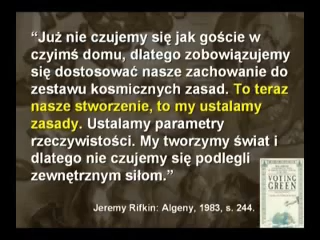 “Już nie czujemy się jak goście w
czyimś domu, dlatego zobowiązujemy
się dostosować nasze zachowanie do
zestawu kosmicznych zasad. To teraz
nasze stworzenie, to my ustalamy
zasady. Ustalamy parametry
rzeczywistości. My tworzymy świat i
dlatego nie czujemy się podlegli
zewnętrznym siłom.”
Jeremy Rifkin: Algeny, 1983, s. 244.
VOTING
GREEN